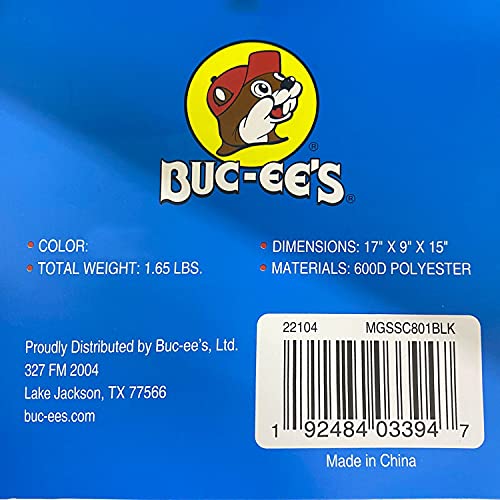 BUC-EE'S®
• COLOR:
• TOTAL WEIGHT: 1.65 LBS.
• DIMENSIONS: 17" X 9" X 15"
• MATERIALS: 600D POLYESTER
Proudly Distributed by Buc-ee's, Ltd.
327 FM 2004
Lake Jackson, TX 77566
buc-ees.com
22104 MGSSC801BLK
1 92484 03394 7
Made in China